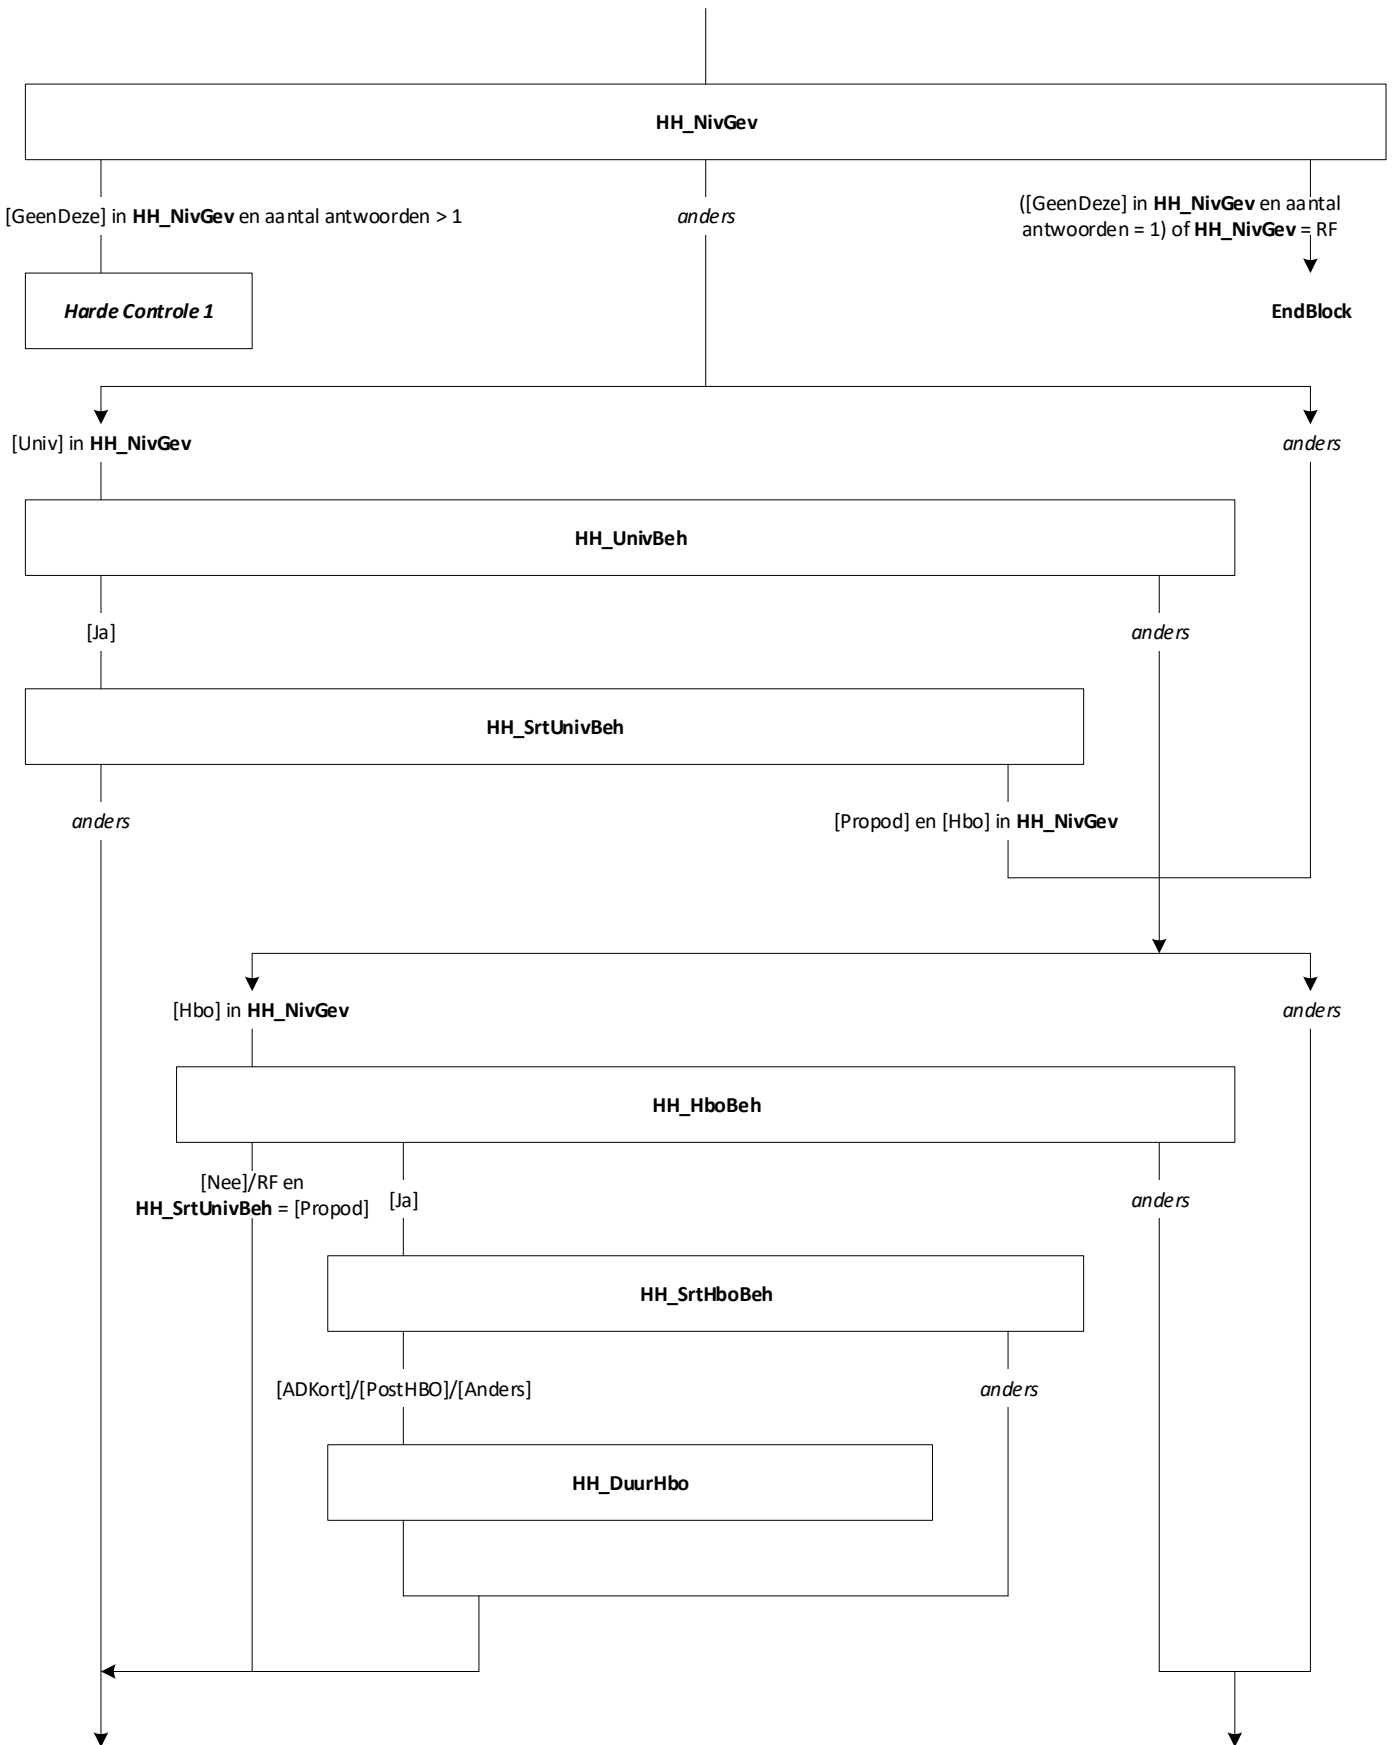 HH_NivGev
[GeenDeze] in HH_NivGev en aantal antwoorden > 1
anders
([GeenDeze] in HH_NivGev en aantal
antwoorden = 1) of HH_NivGev = RF
Harde Controle 1
EndBlock
[Univ] in HH_NivGev
anders
HH_UnivBeh
[Ja]
anders
HH_SrtUnivBeh
anders
[Propod] en [Hbo] in HH_NivGev
[Hbo] in HH_NivGev
anders
HH_HboBeh
[Nee]/RF en
HH_SrtUnivBeh = [Propod]
[Ja]
anders
HH_SrtHboBeh
[ADKort]/[PostHBO]/[Anders]
anders
HH_DuurHbo